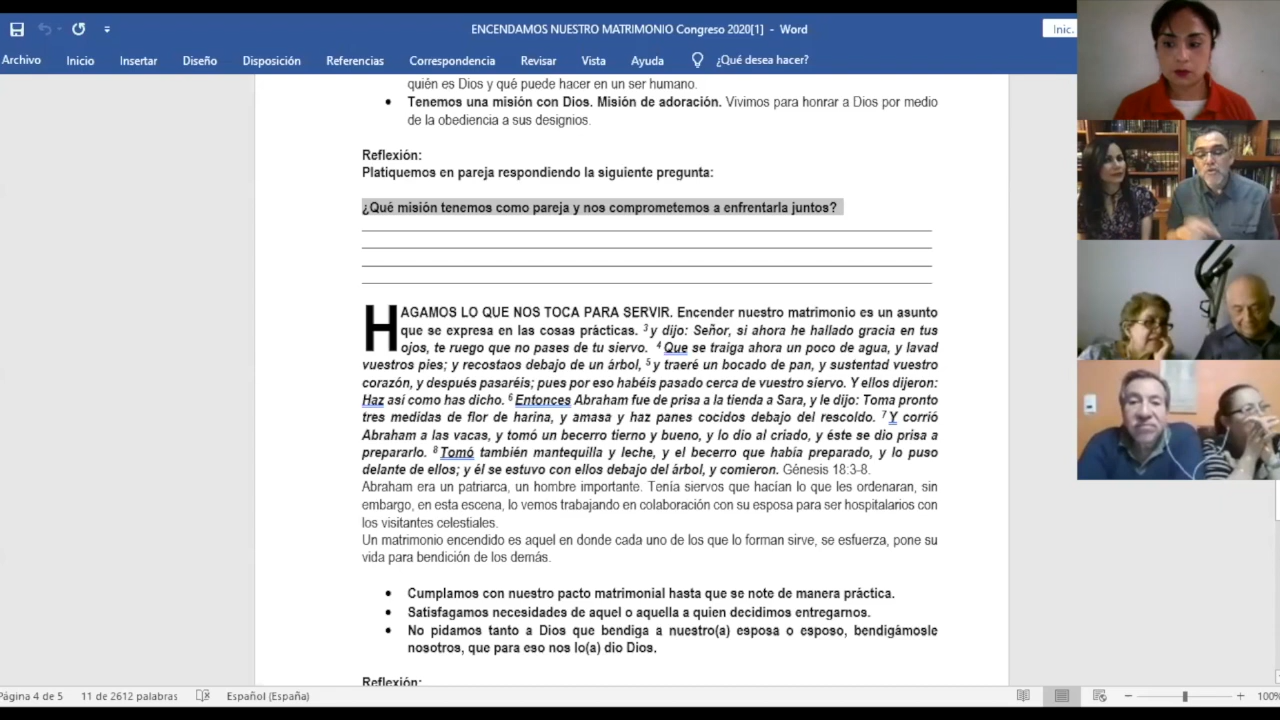 ENCENDAMOS NUESTRO MATRIMONIO Congreso 2020[1] - Word
Inic.
Archivo Inicio Insertar Diseño Disposición Referencias Correspondencia Revisar Vista Ayuda ¿Qué desea hacer?
quién es Dios y qué puede hacer en un ser humano.
• Tenemos una misión con Dios. Misión de adoración. Vivimos para honrar a Dios por medio
de la obediencia a sus designios.
Reflexión:
Platiquemos en pareja respondiendo la siguiente pregunta:
¿Qué misión tenemos como pareja y nos comprometemos a enfrentarla juntos?
HAGAMOS LO QUE NOS TOCA PARA SERVIR. Encender nuestro matrimonio es un asunto
que se expresa en las cosas prácticas. 3 y dijo: Señor, si ahora he hallado gracia en tus
ojos, te ruego que no pases de tu siervo. 4 Que se traiga ahora un poco de agua, y lavad
vuestros pies; y recostaos debajo de un árbol, 5 y traeré un bocado de pan, y sustentad vuestro
corazón, y después pasaréis; pues por eso habéis pasado cerca de vuestro siervo. Y ellos dijeron:
Haz así como has dicho. 6 Entonces Abraham fue de prisa a la tienda a Sara, y le dijo: Toma pronto
tres medidas de flor de harina, y amasa y haz panes cocidos debajo del rescoldo. 7 Y corrió
Abraham a las vacas, y tomó un becerro tierno y bueno, y lo dio al criado, y éste se dio prisa a
prepararlo. 8 Tomó también mantequilla y leche, y el becerro que había preparado, y lo puso
delante de ellos; y él se estuvo con ellos debajo del árbol, y comieron. Génesis 18:3-8.
Abraham era un patriarca, un hombre importante. Tenía siervos que hacían lo que les ordenaran, sin
embargo, en esta escena, lo vemos trabajando en colaboración con su esposa para ser hospitalarios con
los visitantes celestiales.
Un matrimonio encendido es aquel en donde cada uno de los que lo forman sirve, se esfuerza, pone su
vida para bendición de los demás.
• Cumplamos con nuestro pacto matrimonial hasta que se note de manera práctica.
• Satisfagamos necesidades de aquel o aquella a quien decidimos entregarnos.
• No pidamos tanto a Dios que bendiga a nuestro(a) esposa o esposo, bendigámosle
nosotros, que para eso nos lo(a) dio Dios.
Reflexión:
Página 4 de 5 11 de 2612 palabras Español (España) 100%